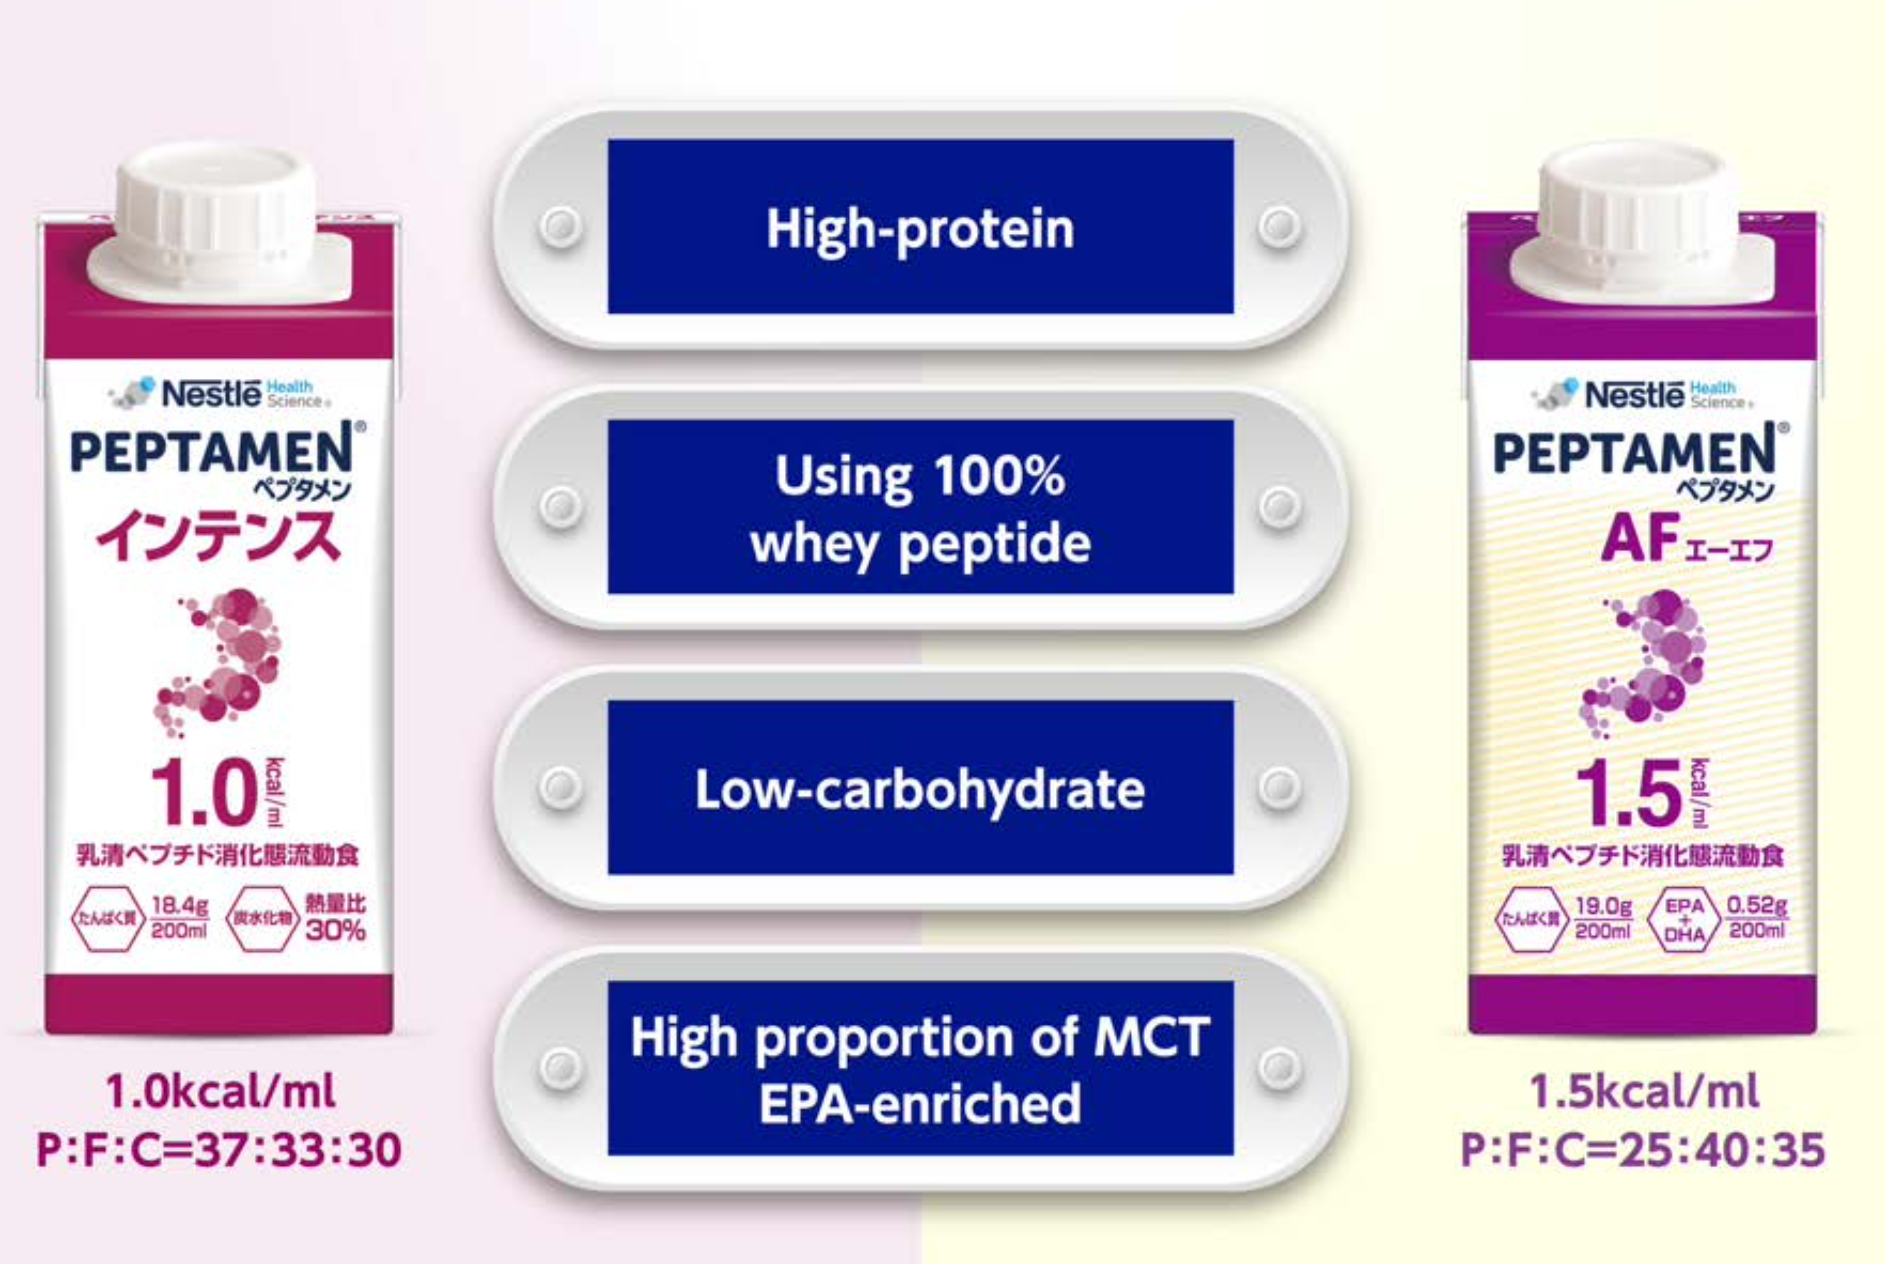 Nestlé Health Science
PEPTAMEN®
ペプタメン
インテンス
1.0 kcal/ml
乳清ペプチド消化態流動食
たんぱく質 18.4g 200ml 炭水化物 熱量比 30%
1.0kcal/ml
P:F:C=37:33:30
High-protein
Using 100%
whey peptide
Low-carbohydrate
High proportion of MCT
EPA-enriched
Nestlé Health Science
PEPTAMEN®
ペプタメン
AF エーエフ
1.5 kcal/ml
乳清ペプチド消化態流動食
たんぱく質 19.0g 200ml EPA + DHA 0.52g 200ml
1.5kcal/ml
P:F:C=25:40:35